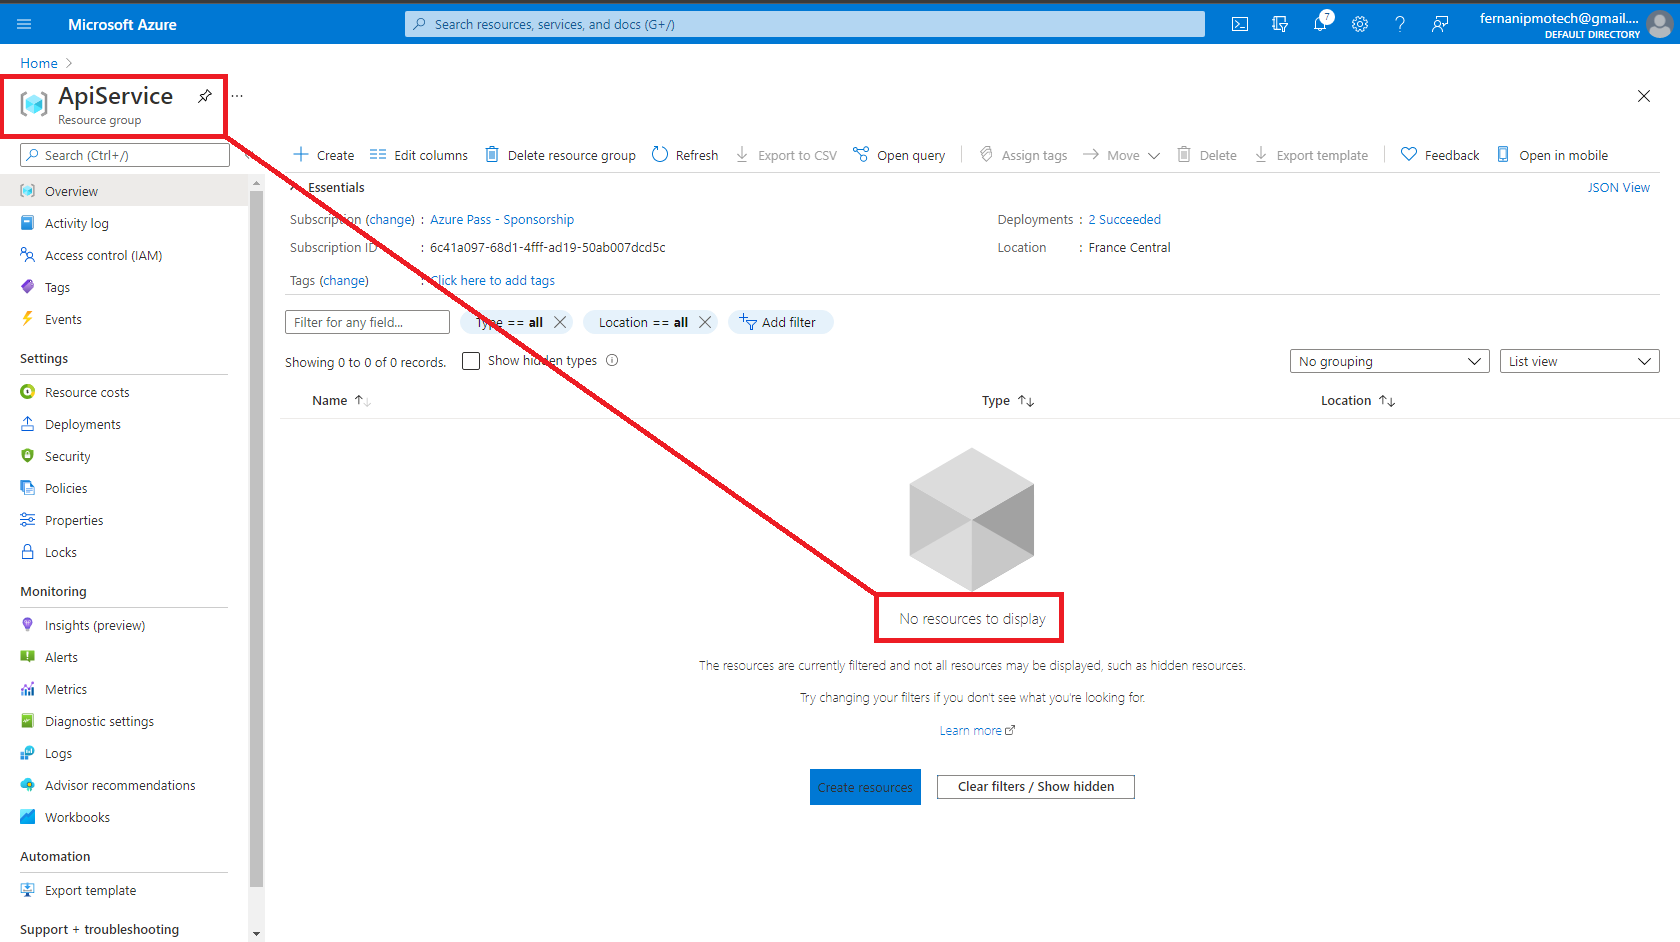 Microsoft Azure
Search resources, services, and docs (G+/)
7
fernanipmotech@gmail....
DEFAULT DIRECTORY
Home
ApiService
...
Resource group
Search (Ctrl+/)
Create
Edit columns
Delete resource group
Refresh
Export to CSV
Open query
Assign tags
Move
Delete
Export template
Feedback
Open in mobile
Overview
Activity log
Access control (IAM)
Tags
Events
Settings
Resource costs
Deployments
Security
Policies
Properties
Locks
Monitoring
Insights (preview)
Alerts
Metrics
Diagnostic settings
Logs
Advisor recommendations
Workbooks
Automation
Export template
Support + troubleshooting
Essentials
JSON View
Subscription (change) : Azure Pass - Sponsorship
Deployments : 2 Succeeded
Subscription ID : 6c41a097-68d1-4fff-ad19-50ab007dcd5c
Location : France Central
Tags (change) : Click here to add tags
Filter for any field...
Type == all
Location == all
Add filter
Showing 0 to 0 of 0 records.
Show hidden types
No grouping
List view
Name
Type
Location
No resources to display
The resources are currently filtered and not all resources may be displayed, such as hidden resources.
Try changing your filters if you don't see what you're looking for.
Learn more
Create resources
Clear filters / Show hidden